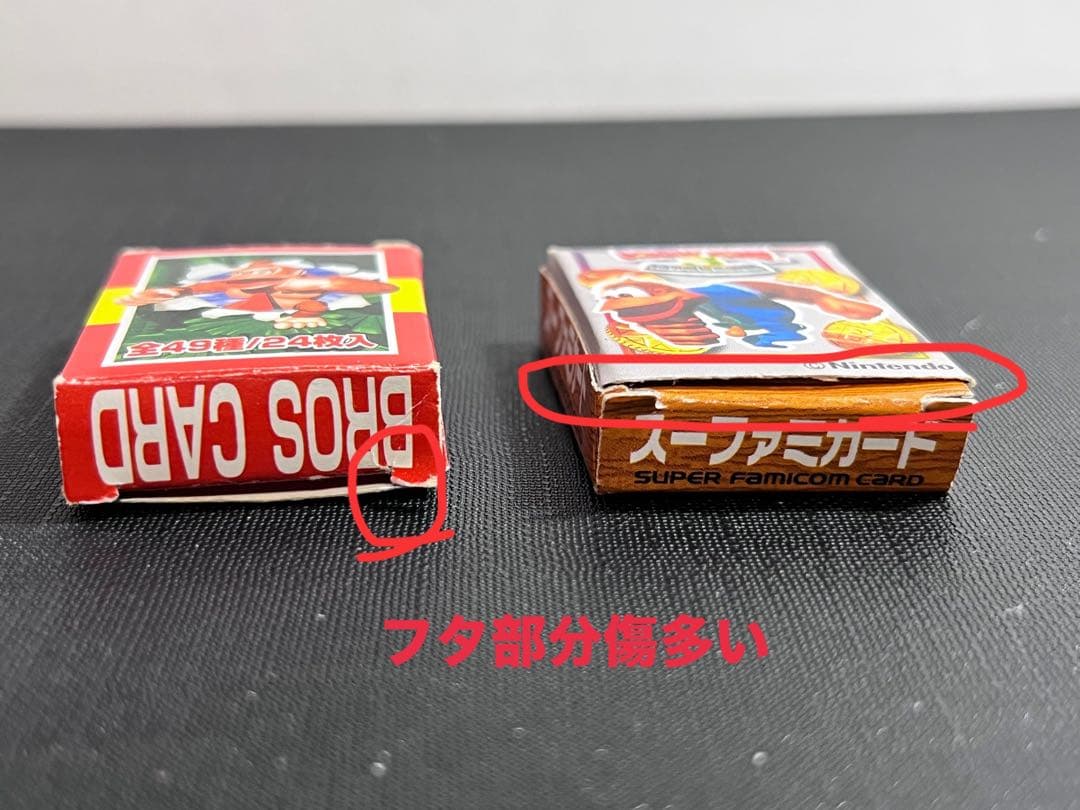 全49種/24枚入
BROS CARD
©Nintendo
スーファミカード
SUPER FAMICOM CARD
フタ部分傷多い